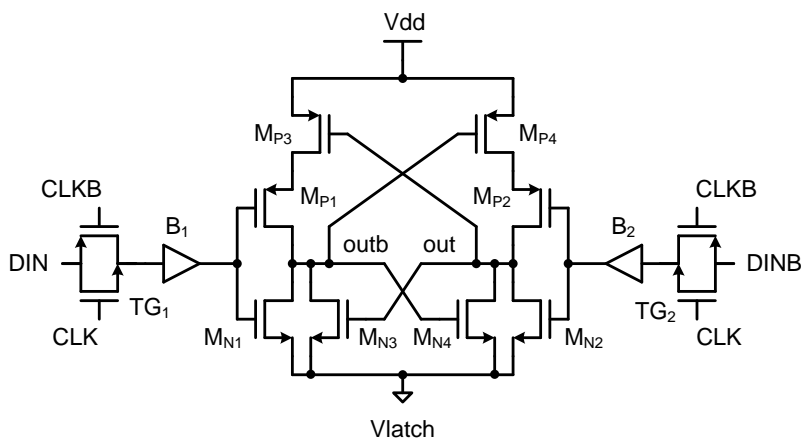 Vdd
MP3
MP4
CLKB
MP1
MP2
CLKB
B1
outb
out
B2
DIN
DINB
TG1
TG2
CLK
MN1
MN3
MN4
MN2
CLK
Vlatch